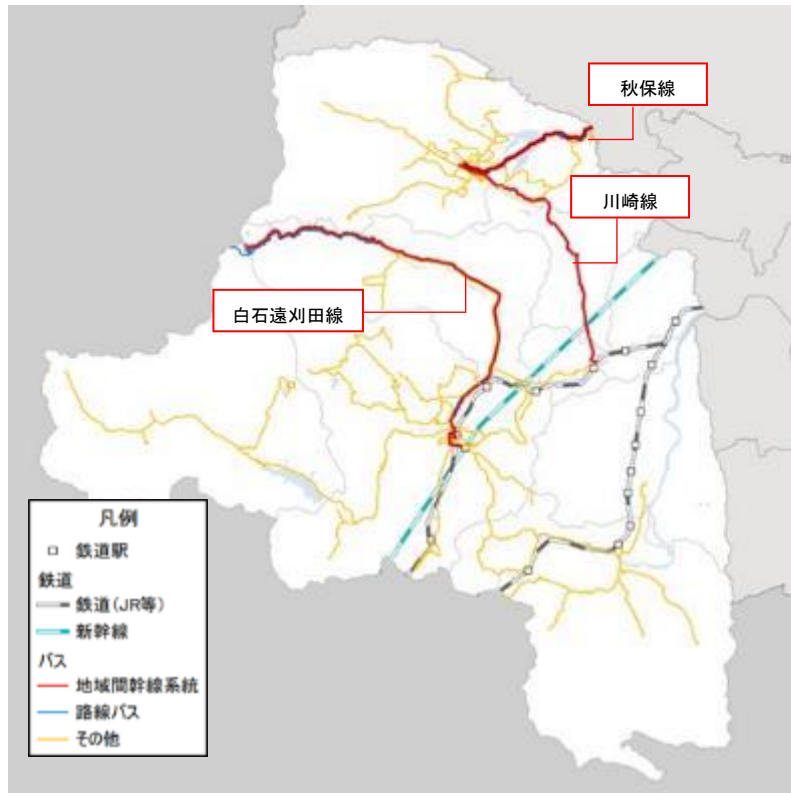 秋保線
川崎線
白石遠刈田線
凡例
鉄道駅
鉄道
鉄道(JR等)
新幹線
バス
地域間幹線系統
路線バス
その他